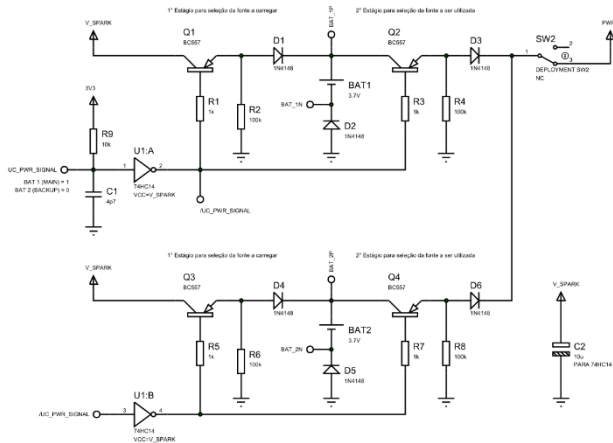 1° Estágio para seleção da fonte a carregar
2° Estágio para seleção da fonte a ser utilizada
V_SPARK
Q1
BC557
D1
1N4148
BAT_1P
Q2
BC557
D3
1N4148
SW2
PWR
1
2
3
DEPLOYMENT SW2
NC
BAT1
3.7V
BAT_1N
R1
1k
R2
100k
D2
1N4148
R3
1k
R4
100k
3V3
R9
10k
U1:A
UC_PWR_SIGNAL
1
2
BAT 1 (MAIN) = 1
BAT 2 (BACKUP) = 0
C1
4p7
74HC14
VCC=V_SPARK
/UC_PWR_SIGNAL
1° Estágio para seleção da fonte a carregar
2° Estágio para seleção da fonte a ser utilizada
V_SPARK
Q3
BC557
D4
1N4148
BAT_2P
Q4
BC557
D6
1N4148
V_SPARK
BAT2
3.7V
BAT_2N
R5
1k
R6
100k
D5
1N4148
R7
1k
R8
100k
C2
10u
PARA 74HC14
U1:B
/UC_PWR_SIGNAL
3
4
74HC14
VCC=V_SPARK